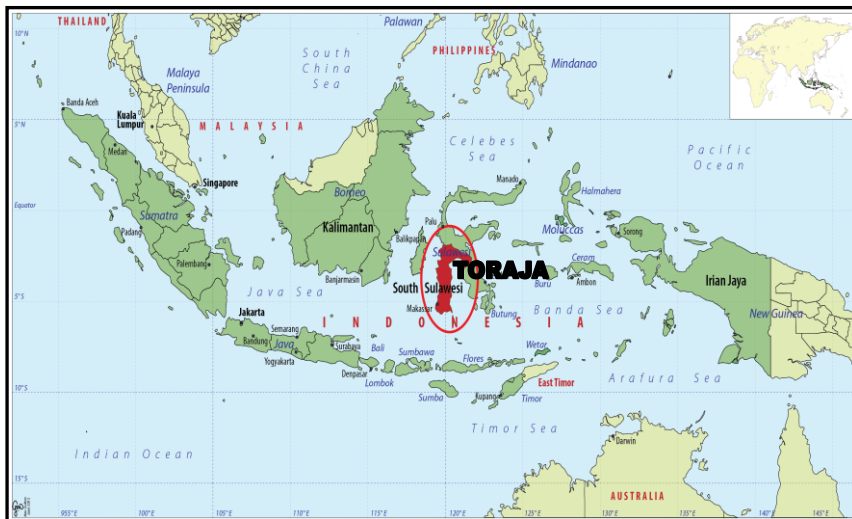 THAILAND
Palawan
10°N
South
China
Sea
PHILIPPINES
Malaya
Peninsula
Mindanao
Banda Aceh
5°N
Kuala
Lumpur
MALAYSIA
Celebes
Sea
Pacific
Ocean
Medan
Singapore
Manado
Halmahera
Equator
Borneo
Sumatra
Palu
Padang
Kalimantan
Balikpapan
Moluccas
Sorong
Sulawesi
Palembang
TORAJA
Ceram
Banjarmasin
Buru
Ambon
Irian Jaya
South Sulawesi
5°S
Java Sea
Makassar
Butung
Banda Sea
New Guinea
Jakarta
INDONESIA
Semarang
Bandung
Java
Surabaya
Bali
Sumbawa
Flores
Wetar
Yogyakarta
Denpasar
Lombok
East Timor
Arafura Sea
10°S
Sumba
Kupang
Timor
Timor Sea
Indian Ocean
Darwin
15°S
AUSTRALIA
955°E
100°E
105°E
110°E
115°E
120°E
125°E
130°E
135°E
140°E
145°E